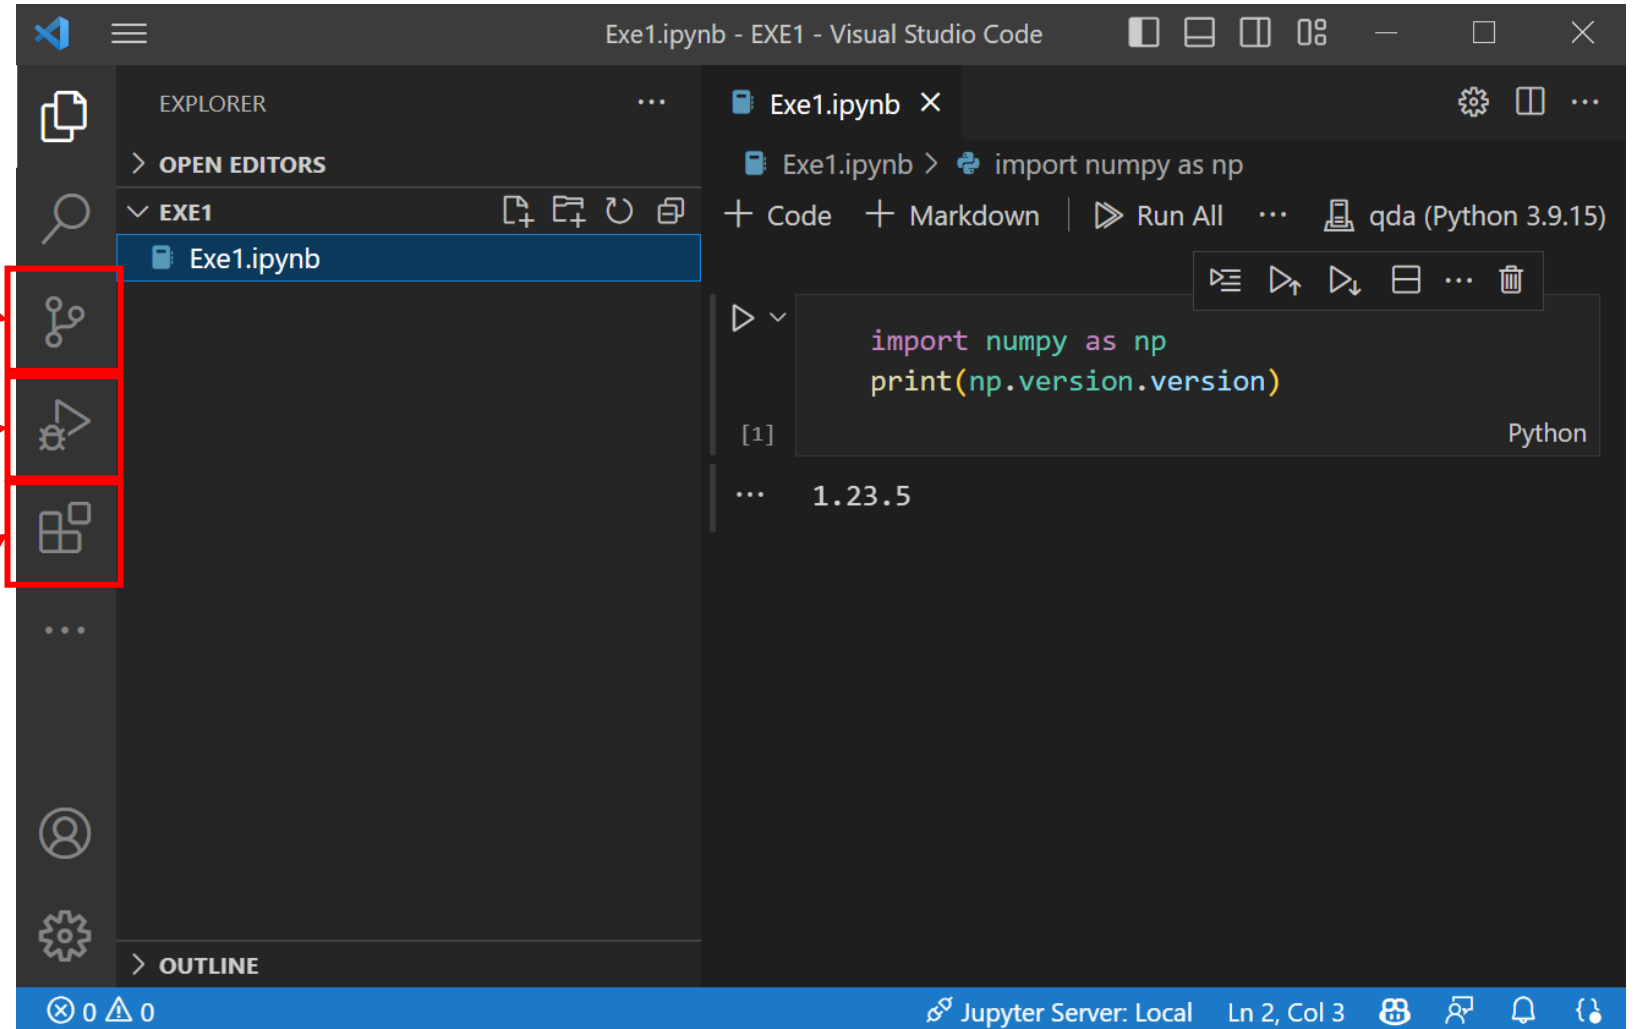 Exe1.ipynb - EXE1 - Visual Studio Code
EXPLORER
OPEN EDITORS
EXE1
Exe1.ipynb
OUTLINE
Exe1.ipynb
Exe1.ipynb > import numpy as np
+ Code + Markdown | Run All ··· qda (Python 3.9.15)
import numpy as np
print(np.version.version)
[1]
Python
··· 1.23.5
0 0
Jupyter Server: Local Ln 2, Col 3